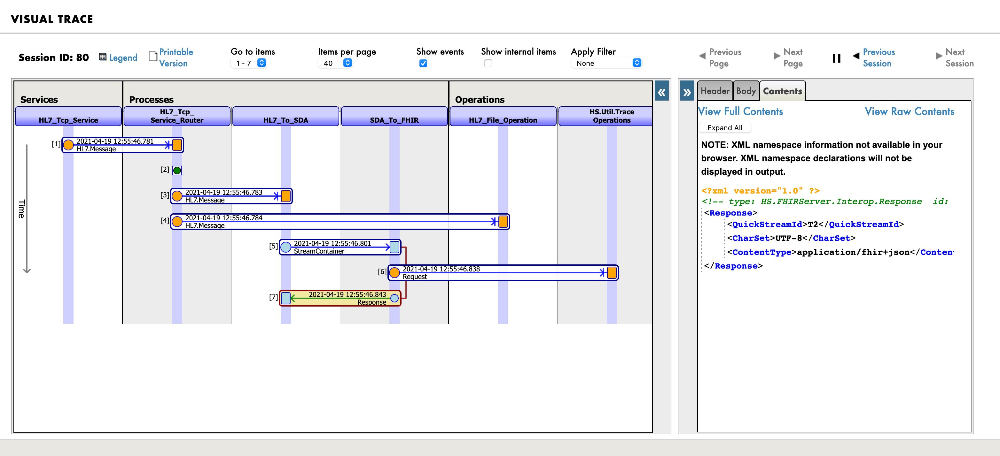 VISUAL TRACE
Session ID: 80
Legend
Printable
Version
Go to items
1 - 7
Items per page
40
Show events
Show internal items
Apply Filter
None
Previous
Page
Next
Page
Previous
Session
Next
Session
Services
Processes
Operations
HL7_Tcp_Service
HL7_Tcp_
Service_Router
HL7_To_SDA
SDA_To_FHIR
HL7_File_Operation
HS.Util.Trace
Operations
Time
[1]
2021-04-19 12:55:46.781
HL7.Message
[2]
[3]
2021-04-19 12:55:46.783
HL7.Message
[4]
2021-04-19 12:55:46.784
HL7.Message
[5]
2021-04-19 12:55:46.801
StreamContainer
[6]
2021-04-19 12:55:46.838
Request
[7]
2021-04-19 12:55:46.843
Response
«
»
Header
Body
Contents
View Full Contents
View Raw Contents
Expand All
NOTE: XML namespace information not available in your
browser. XML namespace declarations will not be
displayed in output.
<?xml version="1.0" ?>
<!-- type: HS.FHIRServer.Interop.Response id:
<Response>
<QuickStreamId>T2</QuickStreamId>
<CharSet>UTF-8</CharSet>
<ContentType>application/fhir+json</Content
</Response>